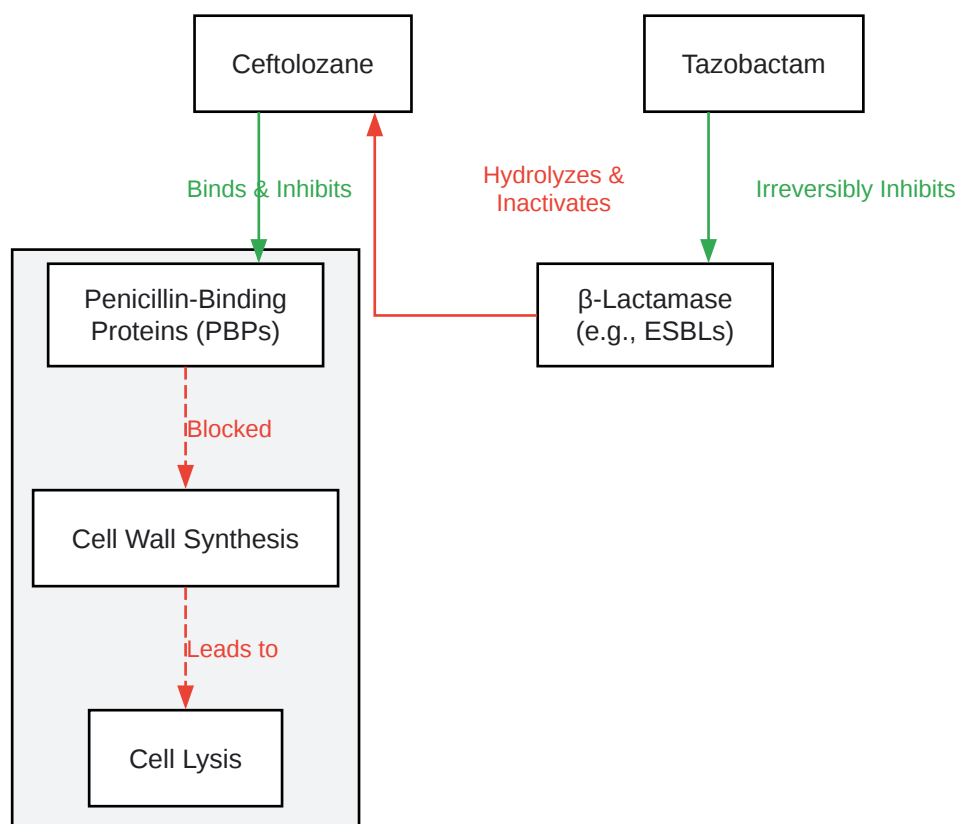 Ceftolozane
Tazobactam
Binds & Inhibits
Hydrolyzes &
Inactivates
Irreversibly Inhibits
Penicillin-Binding
Proteins (PBPs)
β-Lactamase
(e.g., ESBLs)
Blocked
Cell Wall Synthesis
Leads to
Cell Lysis